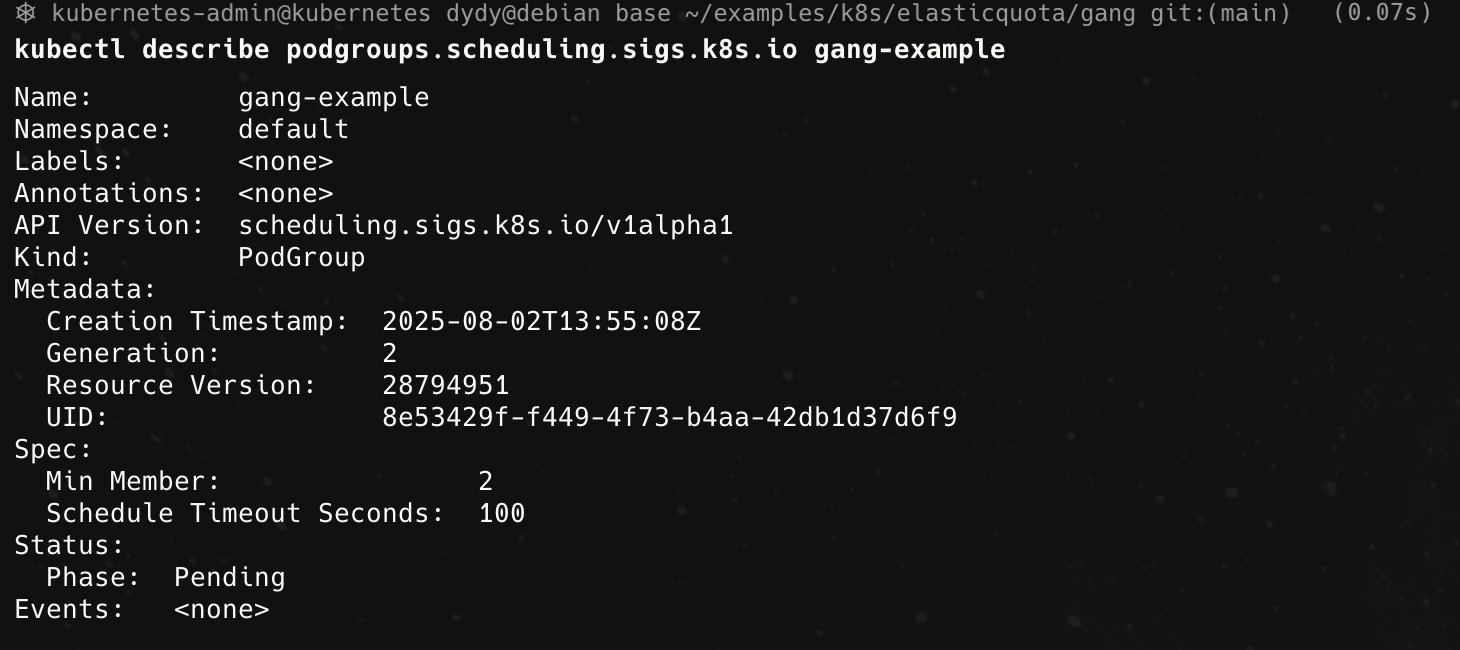 kubernetes-admin@kubernetes dydy@debian base ~/examples/k8s/elasticquota/gang git:(main) (0.07s)
kubectl describe podgroups.scheduling.sigs.k8s.io gang-example
Name: gang-example
Namespace: default
Labels: <none>
Annotations: <none>
API Version: scheduling.sigs.k8s.io/v1alpha1
Kind: PodGroup
Metadata:
  Creation Timestamp: 2025-08-02T13:55:08Z
  Generation: 2
  Resource Version: 28794951
  UID: 8e53429f-f449-4f73-b4aa-42db1d37d6f9
Spec:
  Min Member: 2
  Schedule Timeout Seconds: 100
Status:
  Phase: Pending
Events: <none>